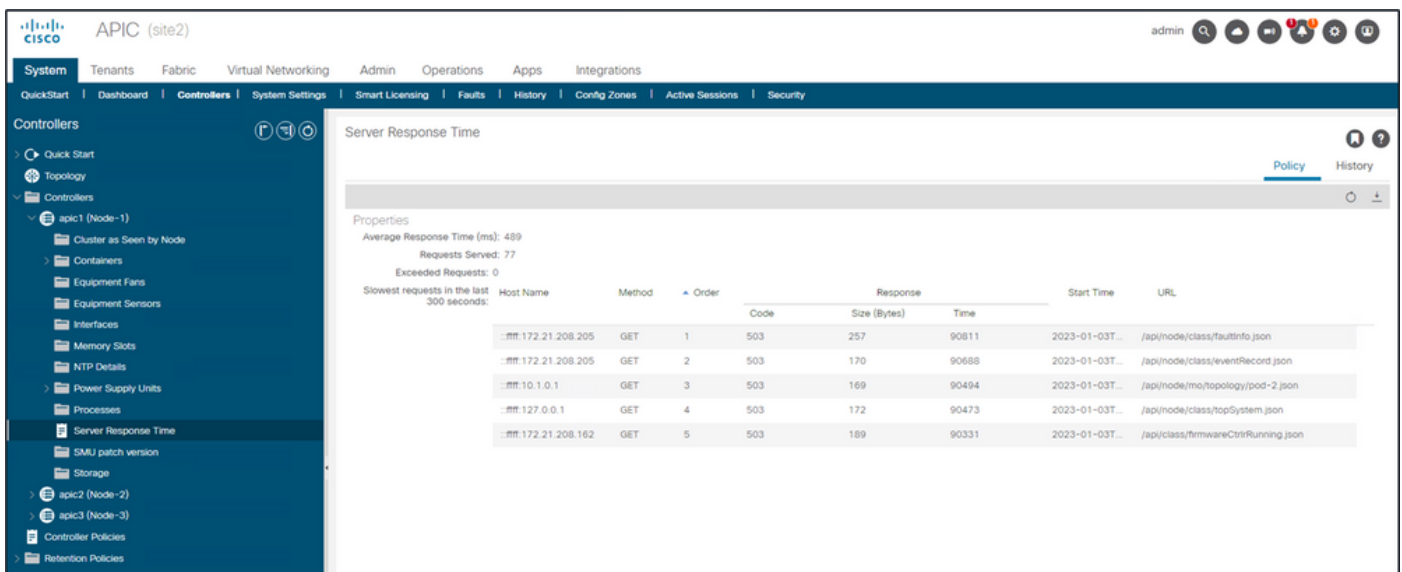 CISCO
APIC (site2)
admin
1
System Tenants Fabric Virtual Networking Admin Operations Apps Integrations
QuickStart | Dashboard | Controllers | System Settings | Smart Licensing | Faults | History | Config Zones | Active Sessions | Security
Controllers
Quick Start
Topology
Controllers
apic1 (Node-1)
Cluster as Seen by Node
Containers
Equipment Fans
Equipment Sensors
Interfaces
Memory Slots
NTP Details
Power Supply Units
Processes
Server Response Time
SMU patch version
Storage
apic2 (Node-2)
apic3 (Node-3)
Controller Policies
Retention Policies
Server Response Time
Policy History
Properties
Average Response Time (ms): 489
Requests Served: 77
Exceeded Requests: 0
Slowest requests in the last
300 seconds:
Host Name Method Order Response Start Time URL
Code Size (Bytes) Time
::ffff:172.21.208.205 GET 1 503 257 90811 2023-01-03T... /api/node/class/faultInfo.json
::ffff:172.21.208.205 GET 2 503 170 90688 2023-01-03T... /api/node/class/eventRecord.json
::ffff:10.1.0.1 GET 3 503 169 90494 2023-01-03T... /api/node/mo/topology/pod-2.json
::ffff:127.0.0.1 GET 4 503 172 90473 2023-01-03T... /api/node/class/topSystem.json
::ffff:172.21.208.162 GET 5 503 189 90331 2023-01-03T... /api/class/firmwareCtrlrRunning.json